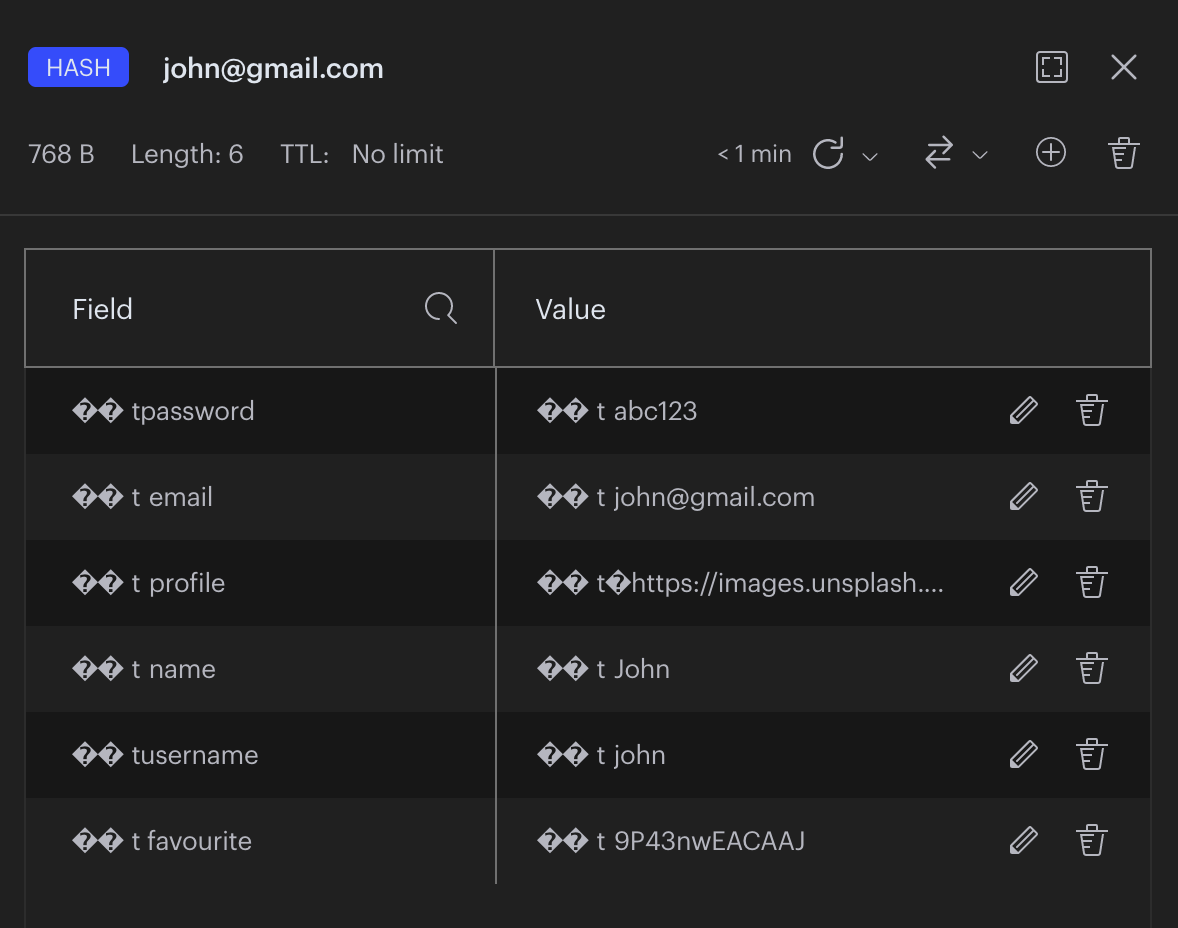 HASH john@gmail.com
768 B Length: 6 TTL: No limit < 1 min
Field Value
�� tpassword �� t abc123
�� t email �� t john@gmail.com
�� t profile �� t�https://images.unsplash....
�� t name �� t John
�� tusername �� t john
�� t favourite �� t 9P43nwEACAAJ